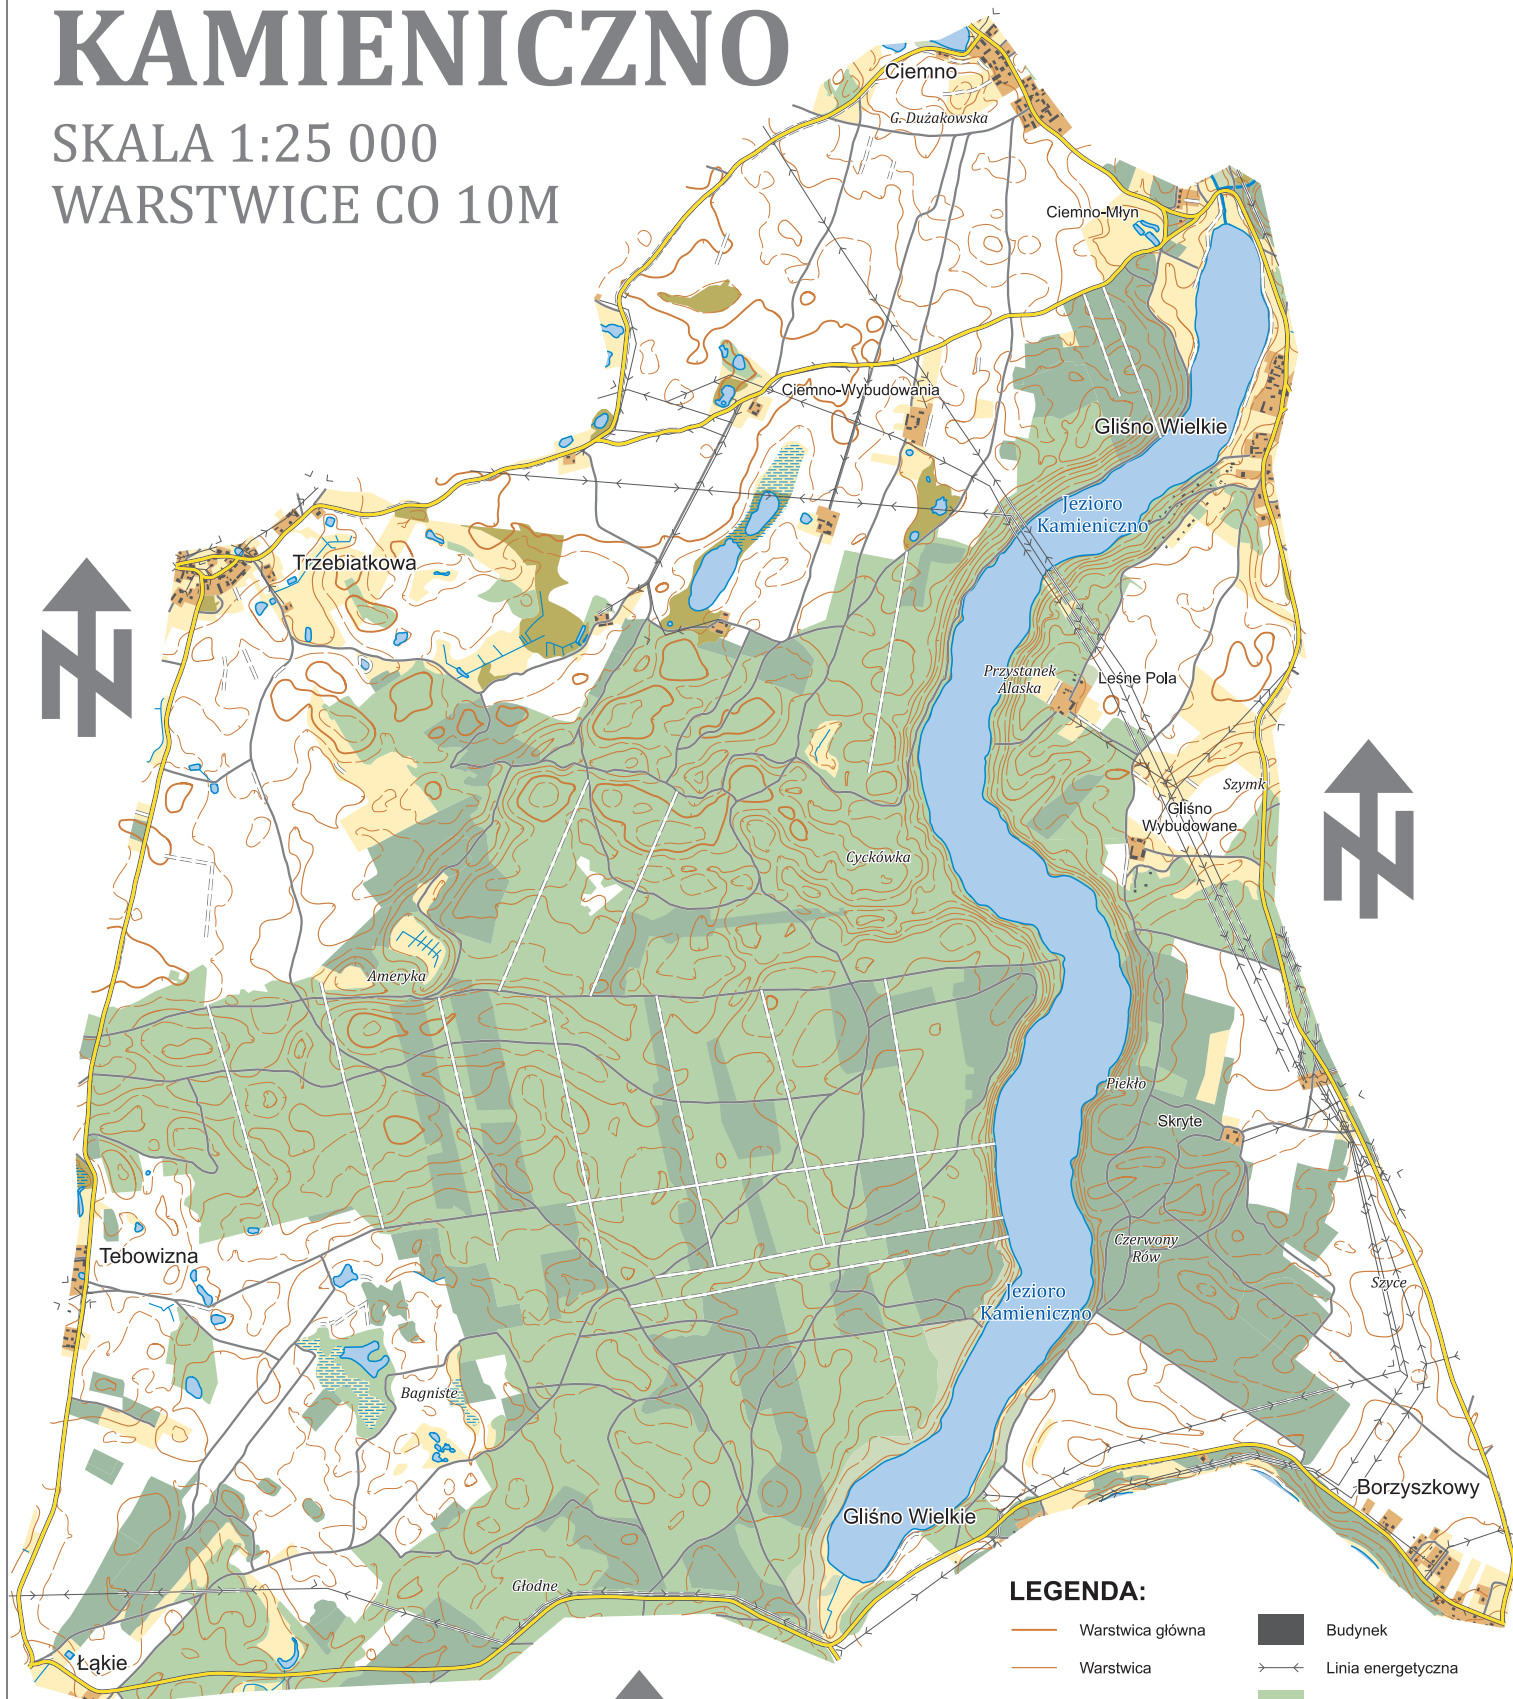 KAMIENICZNO
SKALA 1:25 000
WARSTWICE CO 10M
Ciemno
G. Dużakowska
Ciemno-Młyn
Ciemno-Wybudowania
Gliśno Wielkie
Jezioro
Kamieniczno
Trzebiatkowa
N
Przystanek
Alaska
Leśne Pola
Szymk
Gliśno
Wybudowane
N
Cyckówka
Ameryka
Piekło
Skryte
Czerwony
Rów
Tebowizna
Szyce
Jezioro
Kamieniczno
Bagniste
Borzyszkowy
Gliśno Wielkie
Głodne
Łąkie
LEGENDA:
Warstwica główna
Budynek
Warstwica
Linia energetyczna